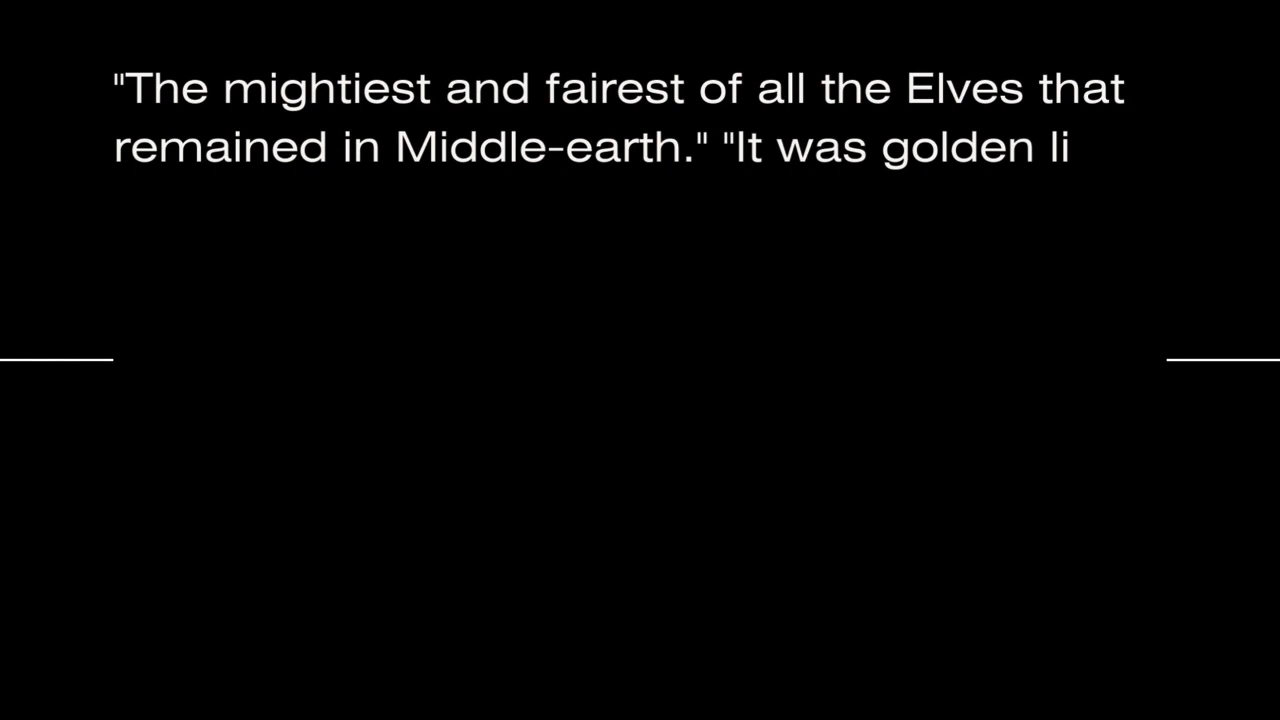 "The mightiest and fairest of all the Elves that
remained in Middle-earth." "It was golden li